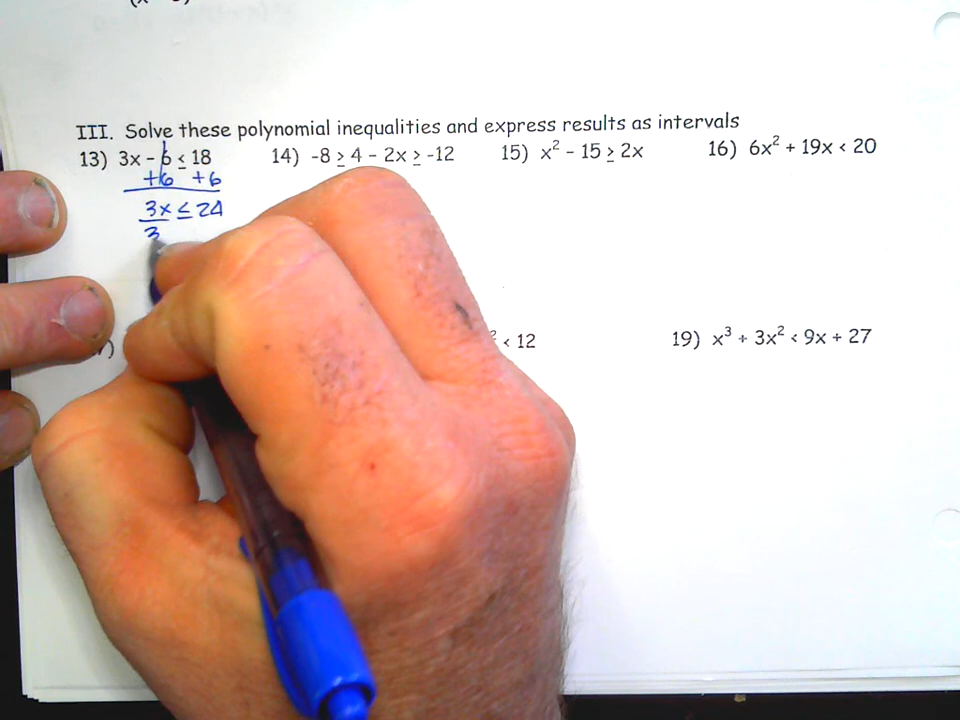 III. Solve these polynomial inequalities and express results as intervals
13) 3x - 6 ≤ 18 14) -8 ≥ 4 - 2x ≥ -12 15) x² - 15 ≥ 2x 16) 6x² + 19x < 20
+6 +6
3x ≤ 24
3
² < 12 19) x³ + 3x² < 9x + 27